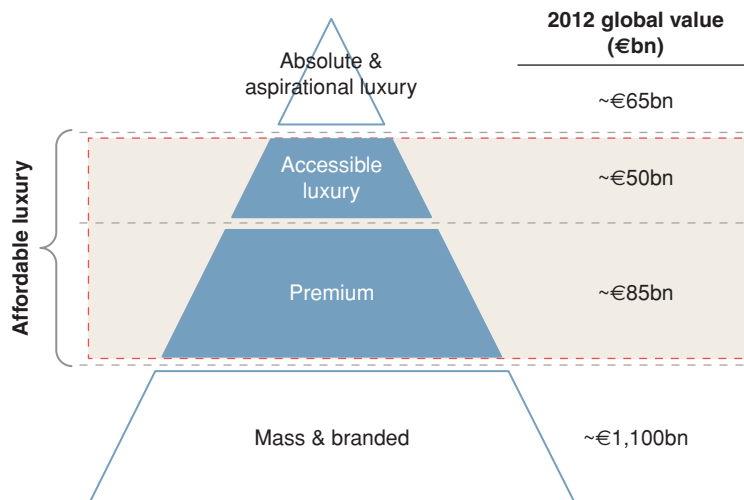 2012 global value
(€bn)
Absolute &
aspirational luxury
~€65bn
Affordable luxury
Accessible
luxury
~€50bn
Premium
~€85bn
Mass & branded
~€1,100bn